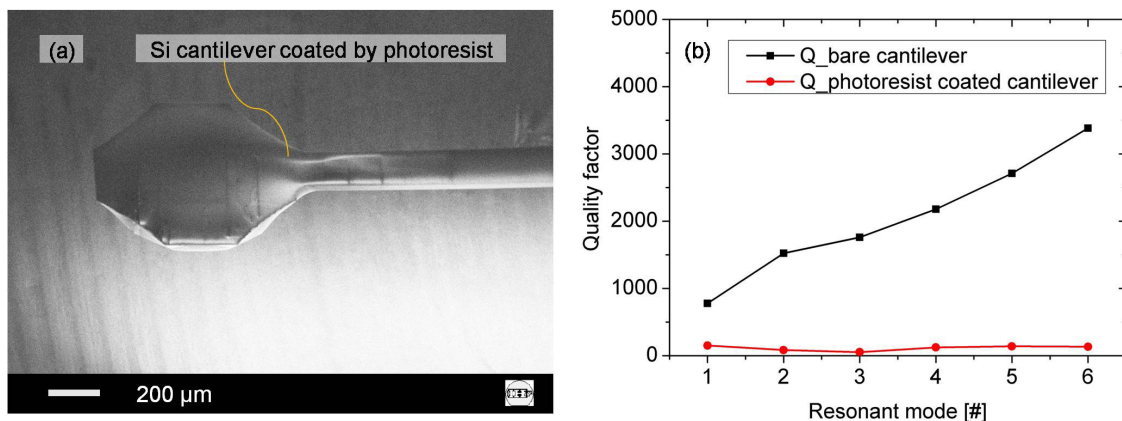 (a)
Si cantilever coated by photoresist
200 µm
(b)
Q_bare cantilever
Q_photoresist coated cantilever
5000
4000
3000
2000
1000
0
Quality factor
1 2 3 4 5 6
Resonant mode [#]